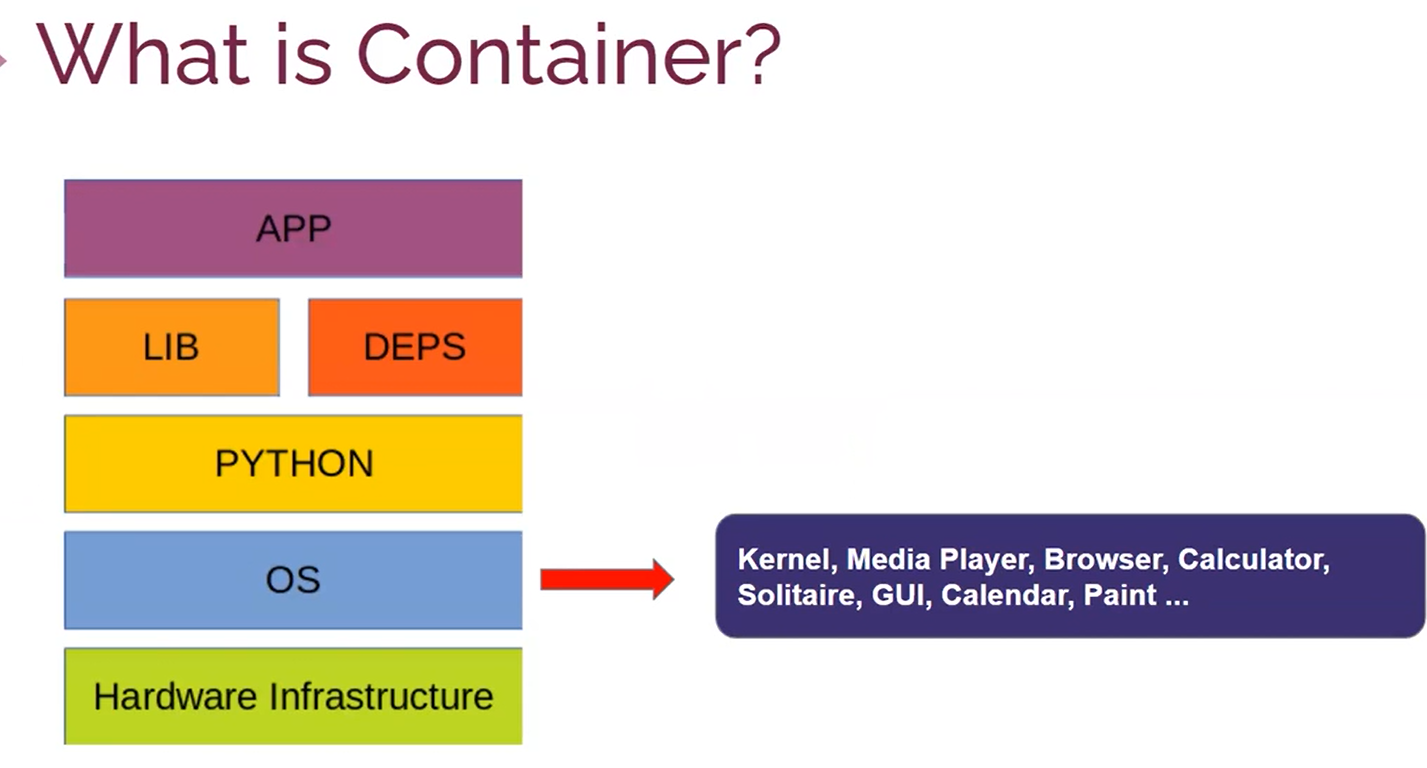 What is Container?
APP
LIB
DEPS
PYTHON
OS
Kernel, Media Player, Browser, Calculator,
Solitaire, GUI, Calendar, Paint ...
Hardware Infrastructure